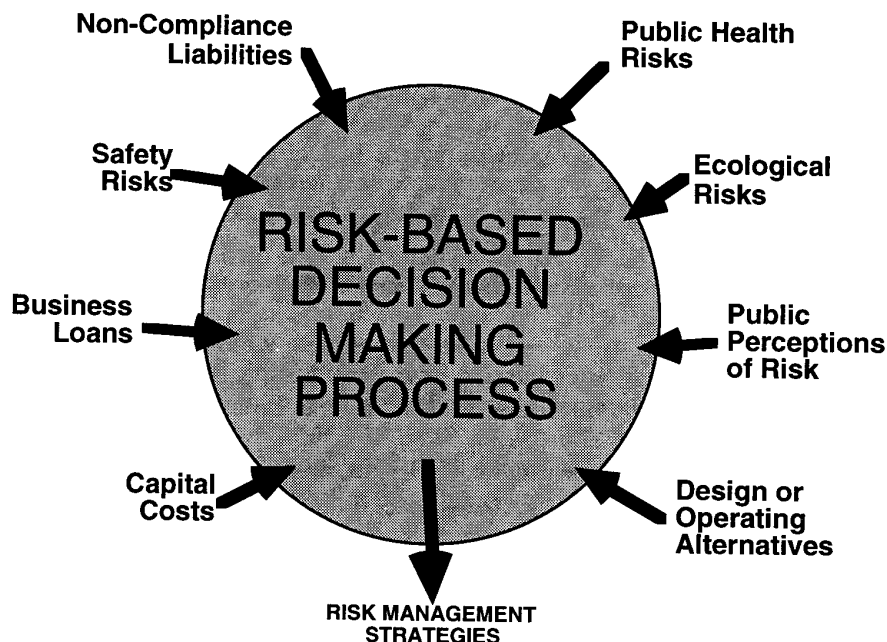 Non-Compliance
Liabilities
Public Health
Risks
Safety
Risks
Ecological
Risks
RISK-BASED
DECISION
MAKING
PROCESS
Business
Loans
Public
Perceptions
of Risk
Capital
Costs
Design or
Operating
Alternatives
RISK MANAGEMENT
STRATEGIES